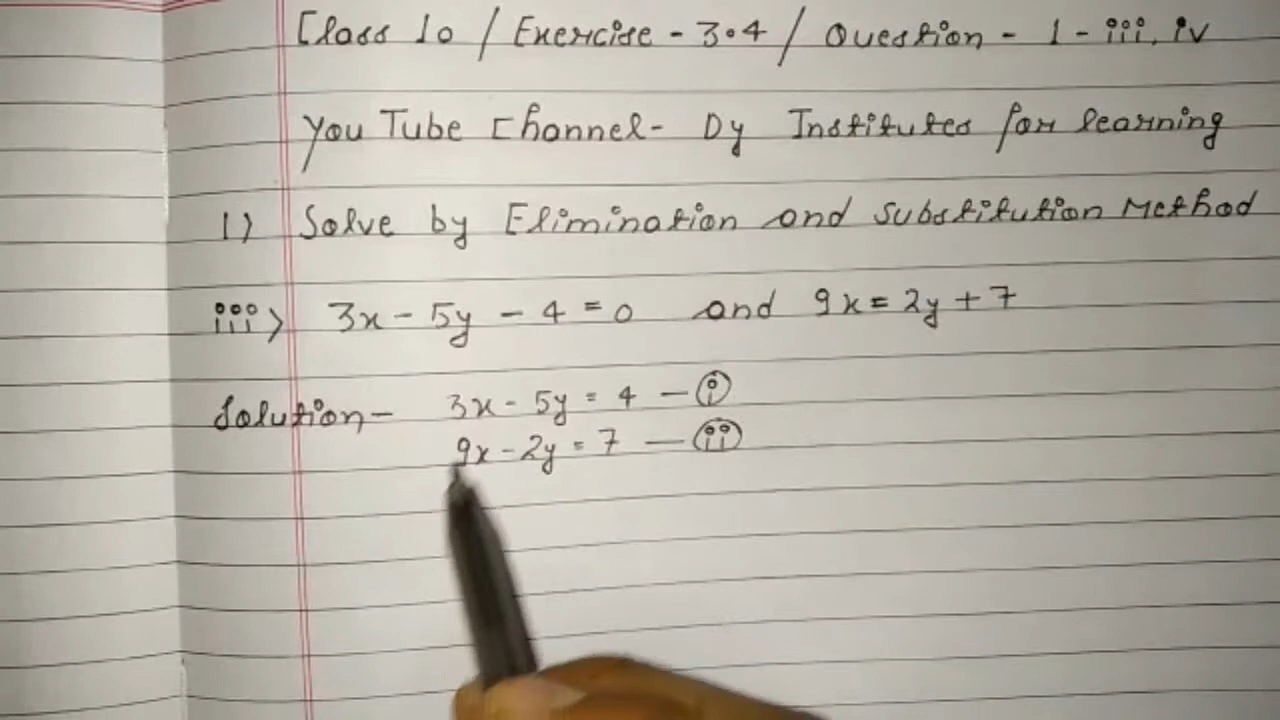 Class 10 / Exercise - 3.4 / Question - 1 - iii, iv
YouTube Channel - Dy Institutes for learning
1) Solve by Elimination and Substitution Method
iii> 3x - 5y - 4 = 0 and 9x = 2y + 7
Solution - 3x - 5y = 4 — (i)
9x - 2y = 7 — (ii)